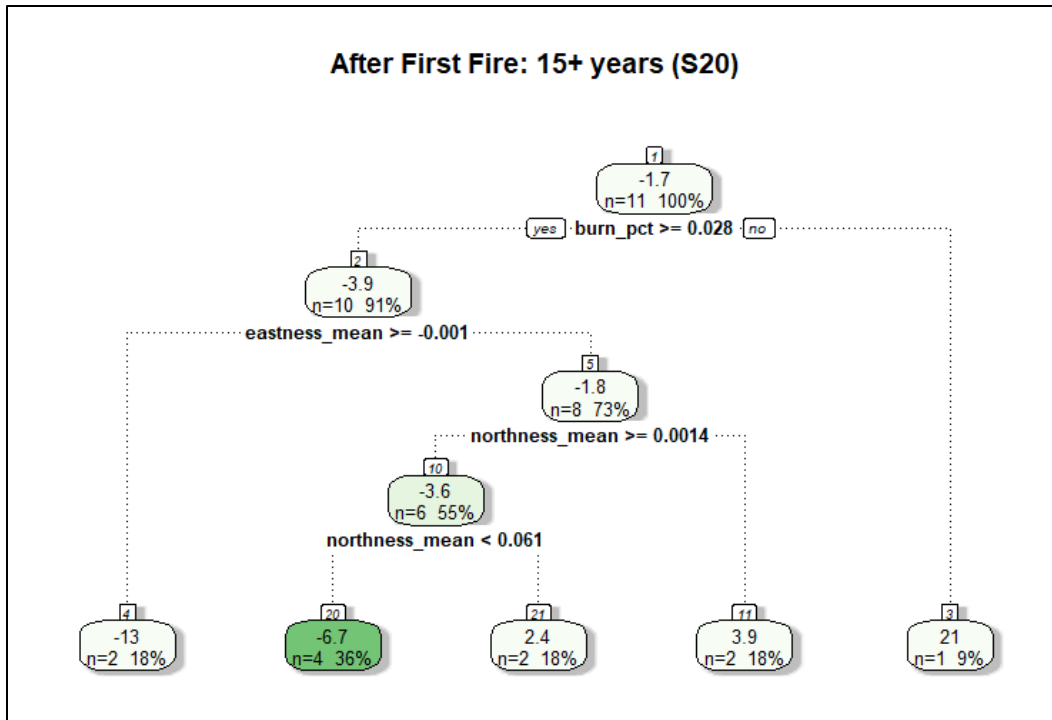 After First Fire: 15+ years (S20)
1
-1.7
n=11 100%
yes burn_pct >= 0.028 no
2
-3.9
n=10 91%
eastness_mean >= -0.001
5
-1.8
n=8 73%
northness_mean >= 0.0014
10
-3.6
n=6 55%
northness_mean < 0.061
4
-13
n=2 18%
20
-6.7
n=4 36%
21
2.4
n=2 18%
11
3.9
n=2 18%
3
21
n=1 9%